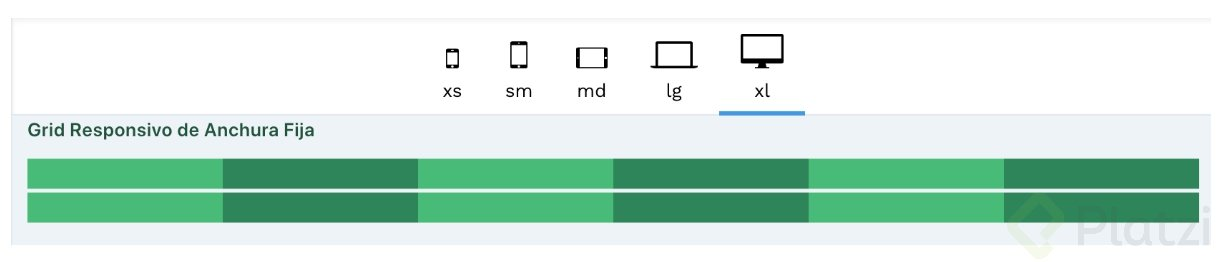 xs sm md lg xl
Grid Responsivo de Anchura Fija
Platzi